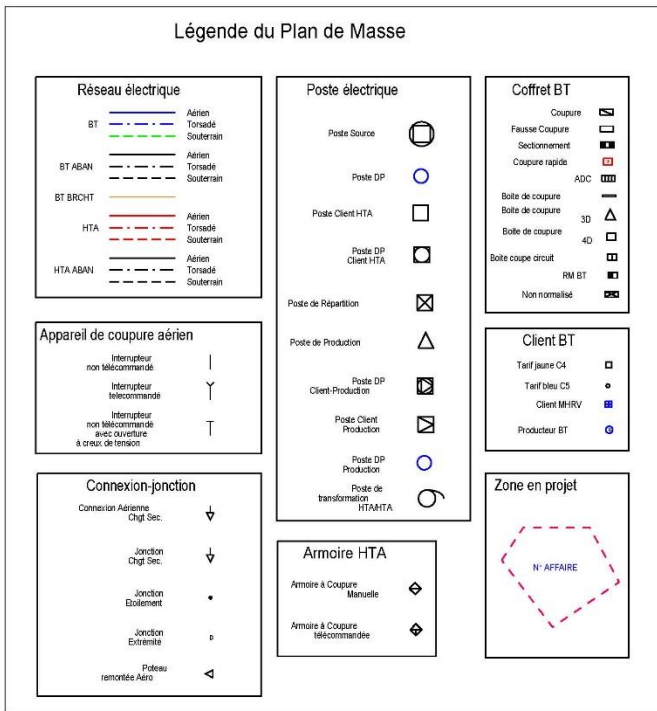 Légende du Plan de Masse
Réseau électrique
Aérien
BT Torsadé
Souterrain
Aérien
BT ABAN Torsadé
Souterrain
BT BRCHT
Aérien
HTA Torsadé
Souterrain
Aérien
HTA ABAN Torsadé
Souterrain
Appareil de coupure aérien
Interrupteur
non télécommandé
Interrupteur
telecommandé
Interrupteur
non télécommandé
avec ouverture
à creux de tension
Connexion-jonction
Connexion Aérienne
Chgt Sec.
Jonction
Chgt Sec.
Jonction
Etoilement
Jonction
Extrémité
Poteau
remontée Aéro
Poste électrique
Poste Source
Poste DP
Poste Client HTA
Poste DP
Client HTA
Poste de Répartition
Poste de Production
Poste DP
Client-Production
Poste Client
Production
Poste DP
Production
Poste de
transformation
HTA/HTA
Armoire HTA
Armoire à Coupure
Manuelle
Armoire à Coupure
télécommandée
Coffret BT
Coupure
Fausse Coupure
Sectionnement
Coupure rapide
ADC
Boite de coupure
Boite de coupure
3D
Boite de coupure
4D
Boite coupe circuit
RM BT
Non normalisé
Client BT
Tarif jaune C4
Tarif bleu C5
Client MHRV
Producteur BT
Zone en projet
N° AFFAIRE